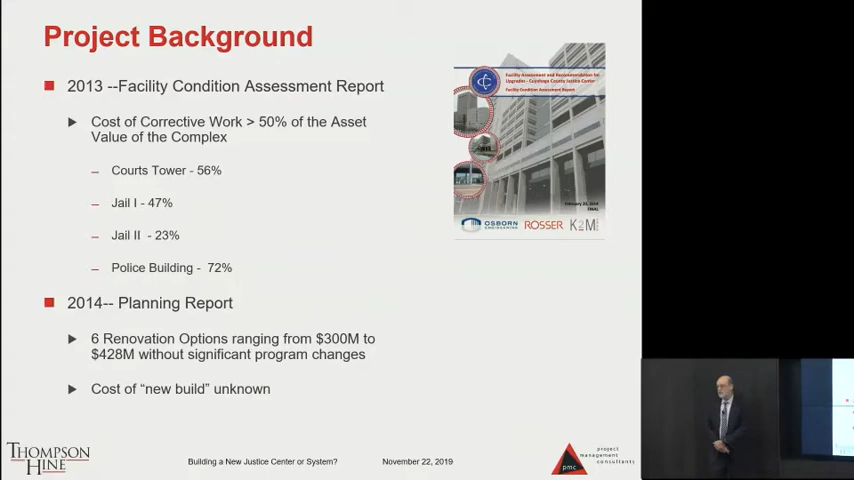 Project Background
2013 --Facility Condition Assessment Report
Cost of Corrective Work > 50% of the Asset
Value of the Complex
Courts Tower - 56%
Jail I - 47%
Jail II - 23%
Police Building - 72%
2014-- Planning Report
6 Renovation Options ranging from $300M to
$428M without significant program changes
Cost of “new build” unknown
Facility Assessment and Recommendation for
Upgrades - Cuyahoga County Justice Center
Facility Condition Assessment Report
FINAL
OSBORN
ENGINEERING
ROSSER
K2M
THOMPSON
HINE
Building a New Justice Center or System?
November 22, 2019
pmc
project
management
consultants